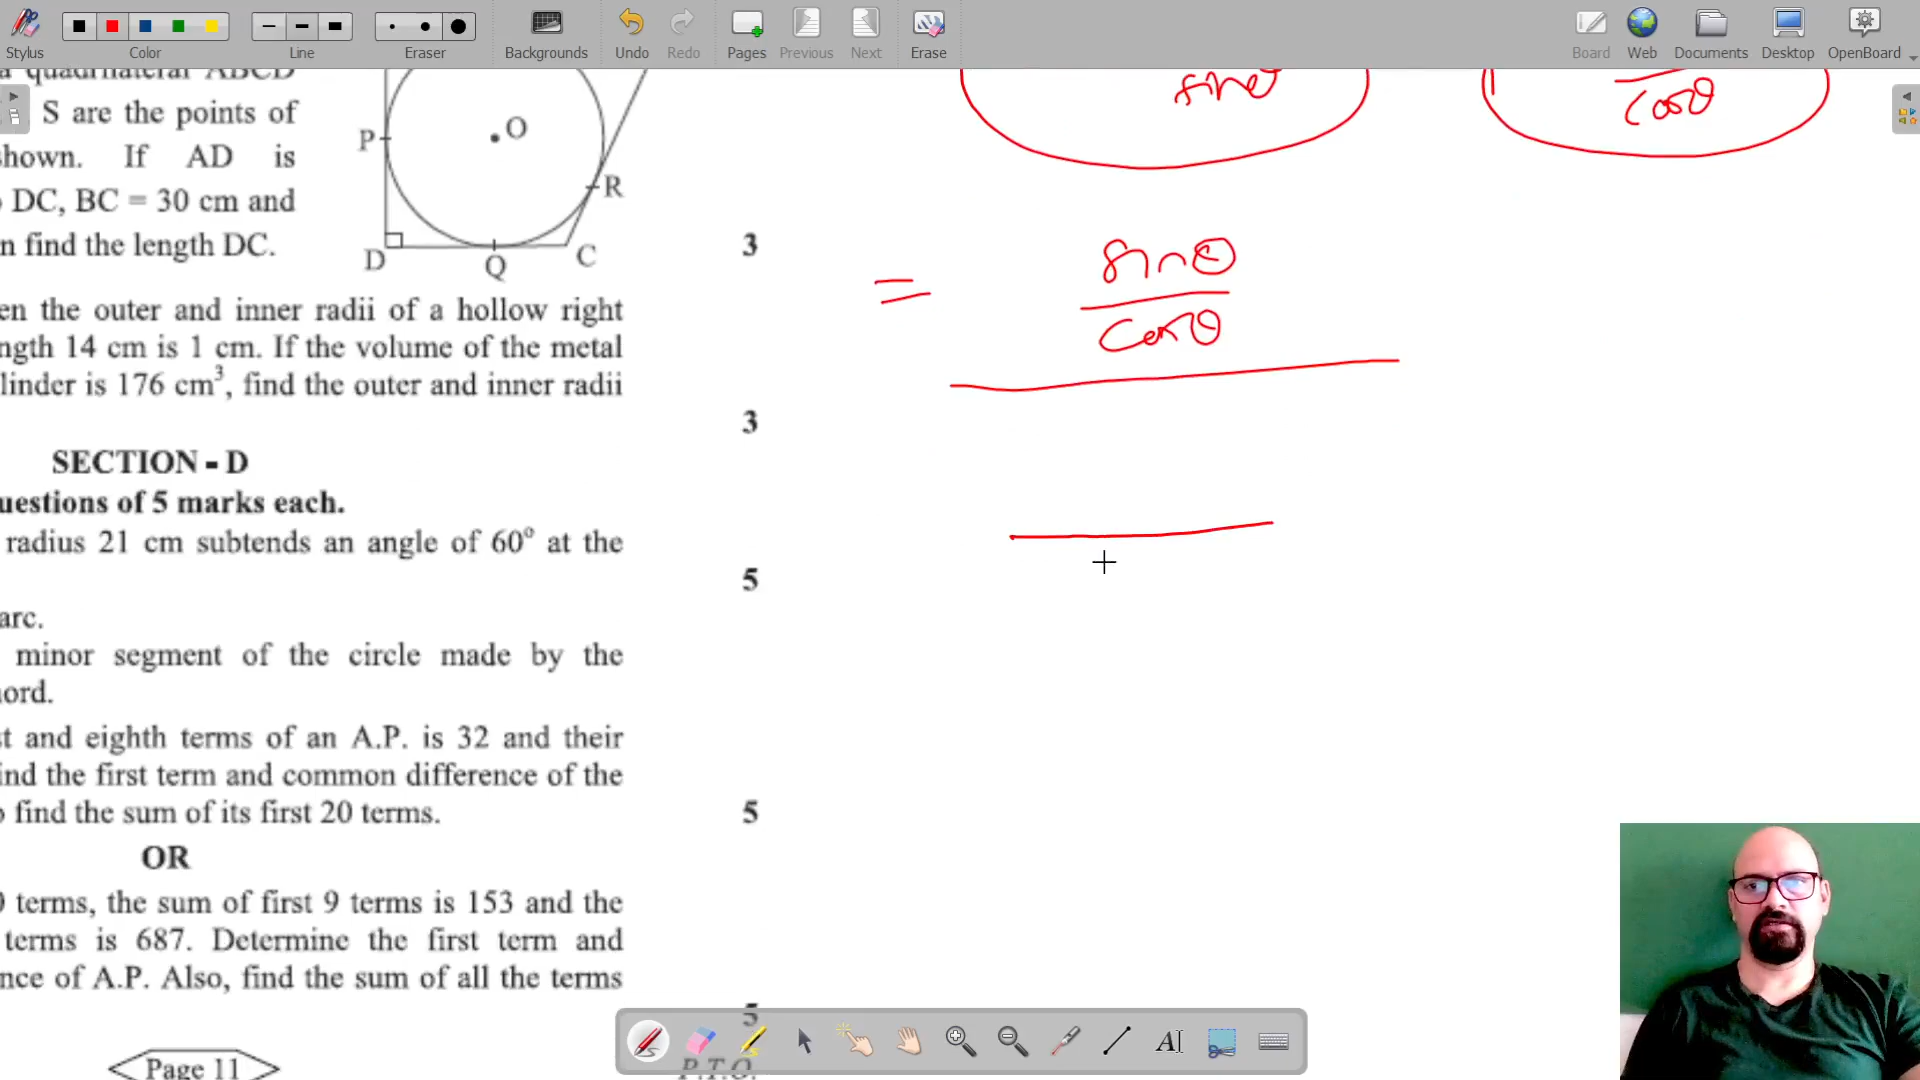 Stylus Color Line Eraser Backgrounds Undo Redo Pages Previous Next Erase Board Web Documents Desktop OpenBoard
a quadrilateral ABCD
S are the points of
shown. If AD is
DC, BC = 30 cm and
n find the length DC.
P O R D Q C
3
en the outer and inner radii of a hollow right
ngth 14 cm is 1 cm. If the volume of the metal
linder is 176 cm³, find the outer and inner radii
3
SECTION - D
uestions of 5 marks each.
radius 21 cm subtends an angle of 60° at the
5
arc.
minor segment of the circle made by the
hord.
st and eighth terms of an A.P. is 32 and their
ind the first term and common difference of the
o find the sum of its first 20 terms.
5
OR
0 terms, the sum of first 9 terms is 153 and the
terms is 687. Determine the first term and
nce of A.P. Also, find the sum of all the terms
5
Page 11
P.T.O.
sinθ
cosθ
= sinθ
cosθ